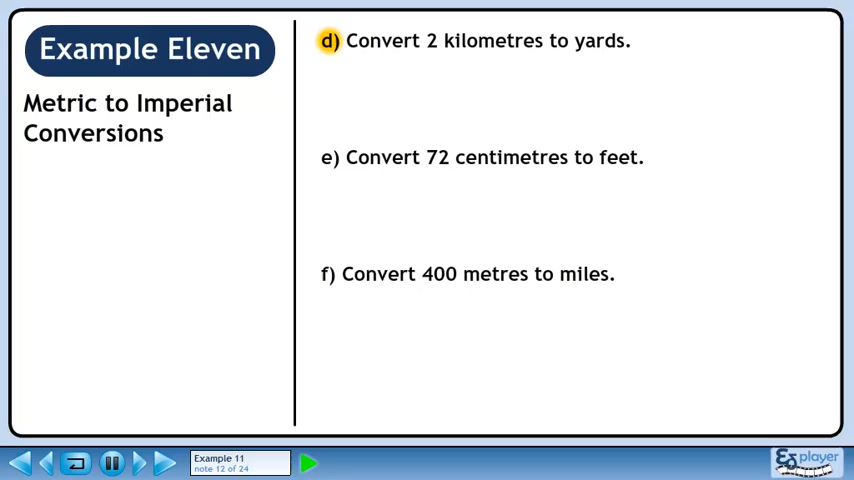 Example Eleven
Metric to Imperial
Conversions
d) Convert 2 kilometres to yards.
e) Convert 72 centimetres to feet.
f) Convert 400 metres to miles.
Example 11
note 12 of 24
player